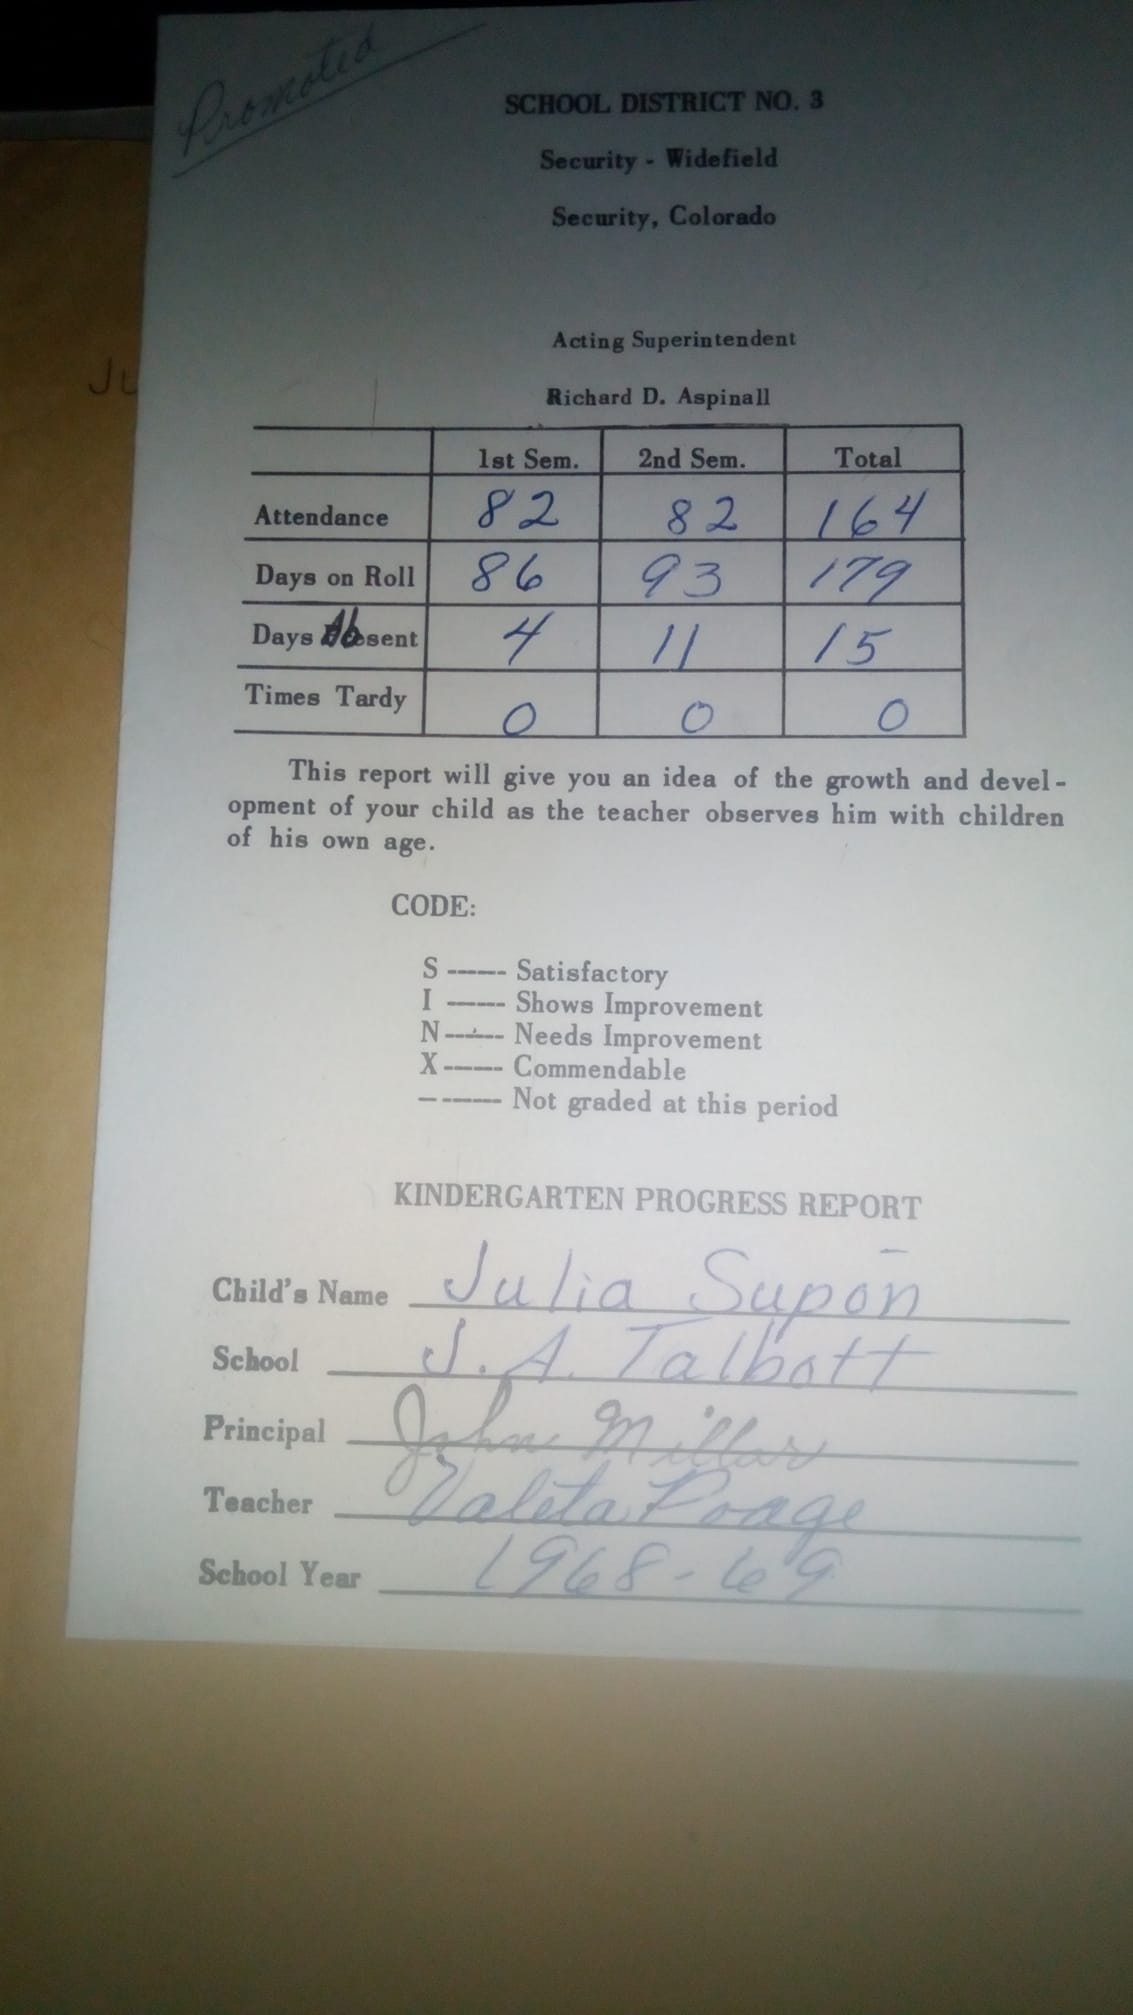 Promoted
SCHOOL DISTRICT NO. 3
Security - Widefield
Security, Colorado
Acting Superintendent
Richard D. Aspinall
1st Sem. 2nd Sem. Total
Attendance 82 82 164
Days on Roll 86 93 179
Days Absent 4 11 15
Times Tardy 0 0 0
This report will give you an idea of the growth and devel-
opment of your child as the teacher observes him with children
of his own age.
CODE:
S ------ Satisfactory
I ------ Shows Improvement
N ------ Needs Improvement
X ------ Commendable
- ------ Not graded at this period
KINDERGARTEN PROGRESS REPORT
Child's Name Julia Supōn
School J. A. Talbott
Principal John Millar
Teacher Valeta Poage
School Year 1968-69